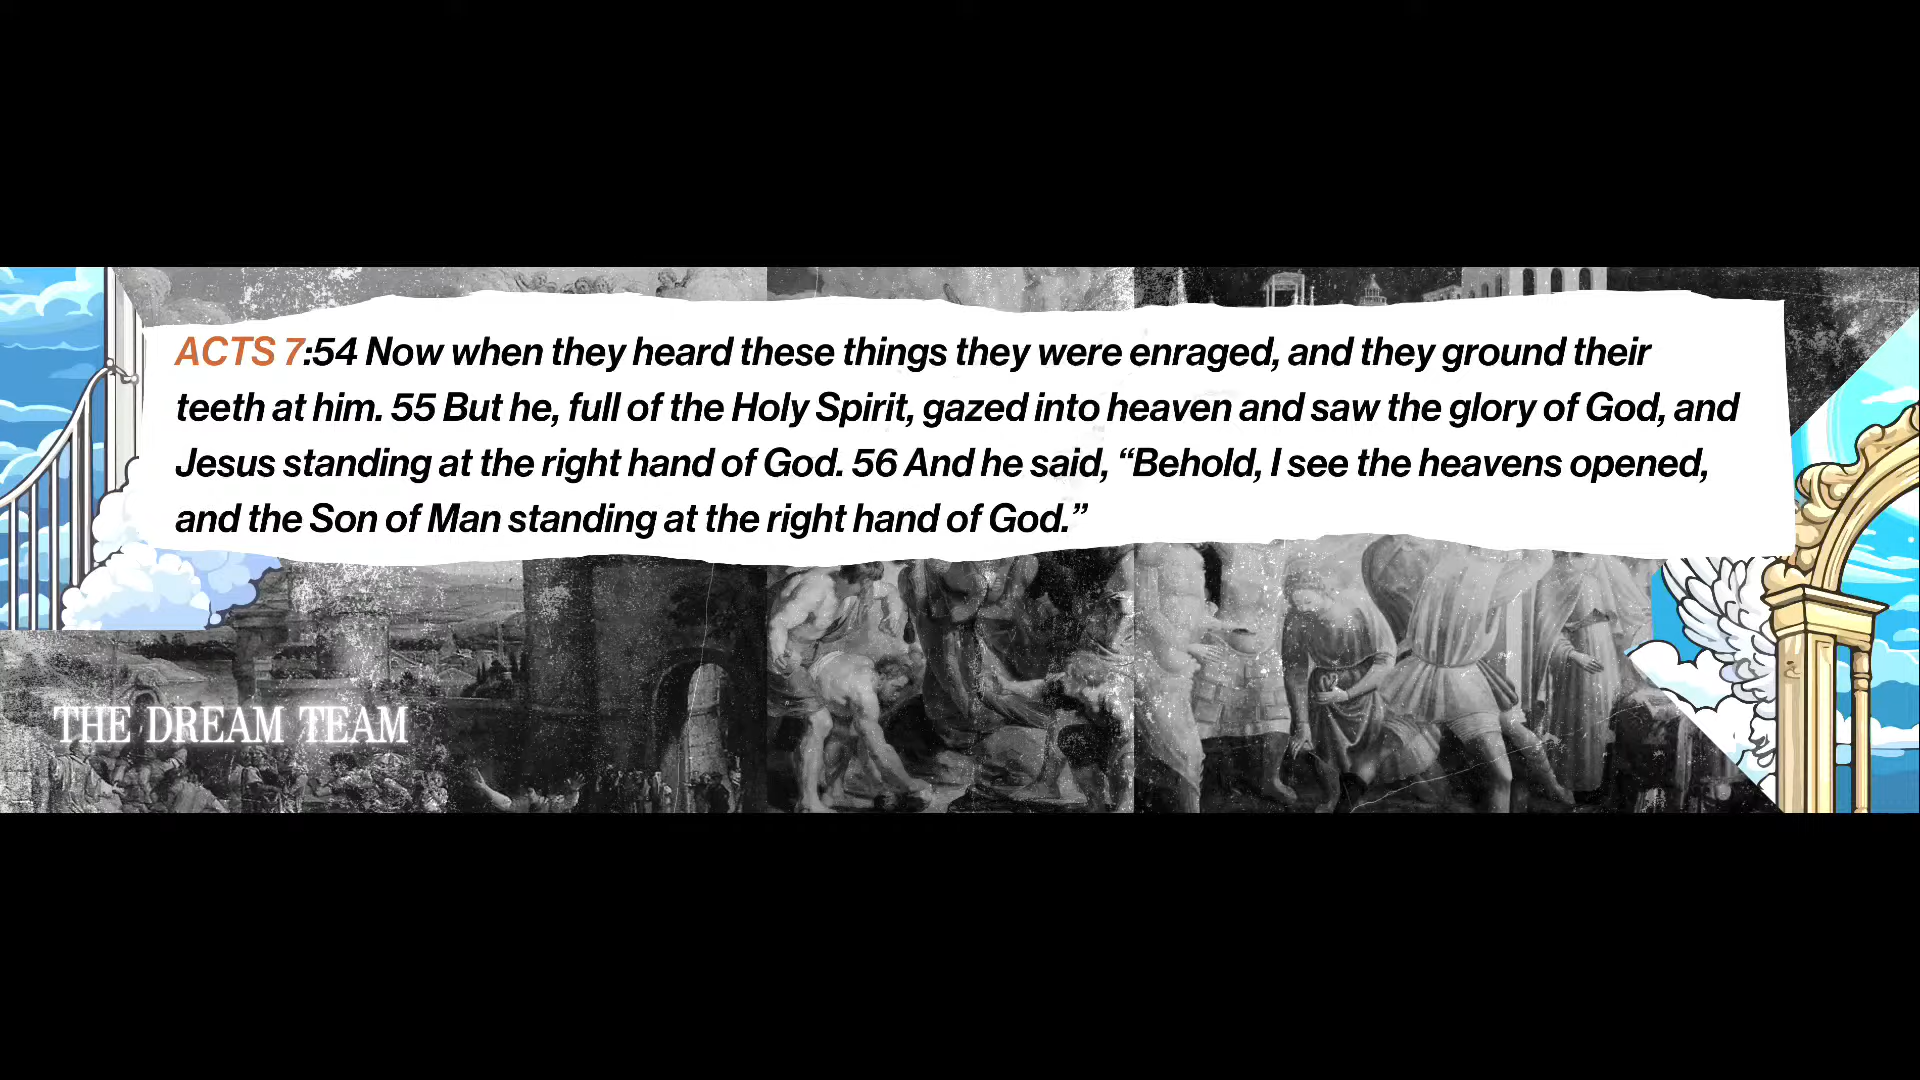 ACTS 7:54 Now when they heard these things they were enraged, and they ground their
teeth at him. 55 But he, full of the Holy Spirit, gazed into heaven and saw the glory of God, and
Jesus standing at the right hand of God. 56 And he said, “Behold, I see the heavens opened,
and the Son of Man standing at the right hand of God.”
THE DREAM TEAM